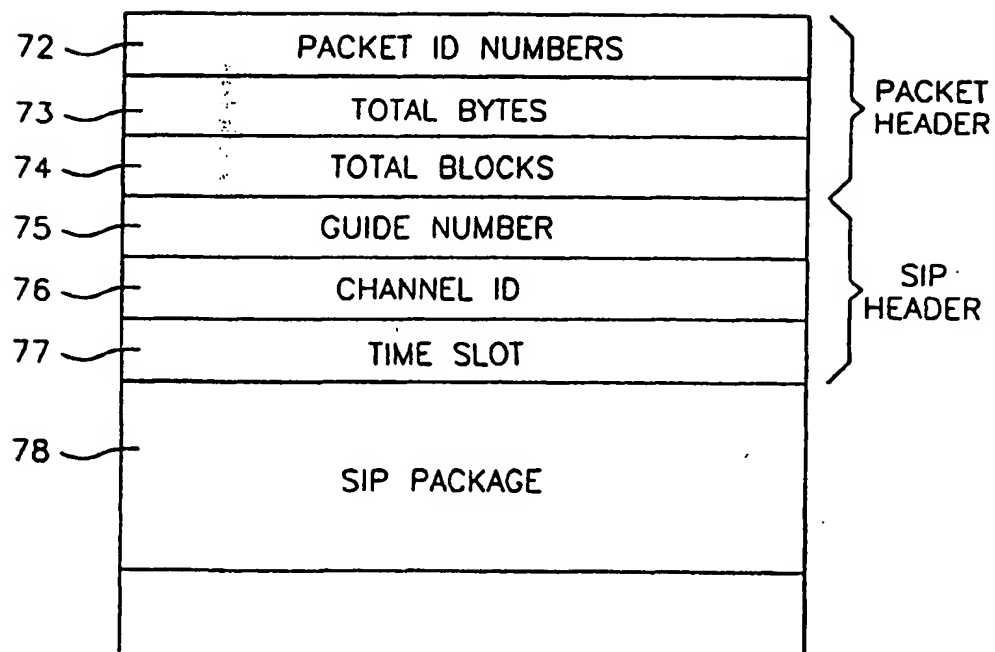 72 PACKET ID NUMBERS
73 TOTAL BYTES
74 TOTAL BLOCKS
PACKET
HEADER
75 GUIDE NUMBER
76 CHANNEL ID
77 TIME SLOT
SIP
HEADER
78 SIP PACKAGE